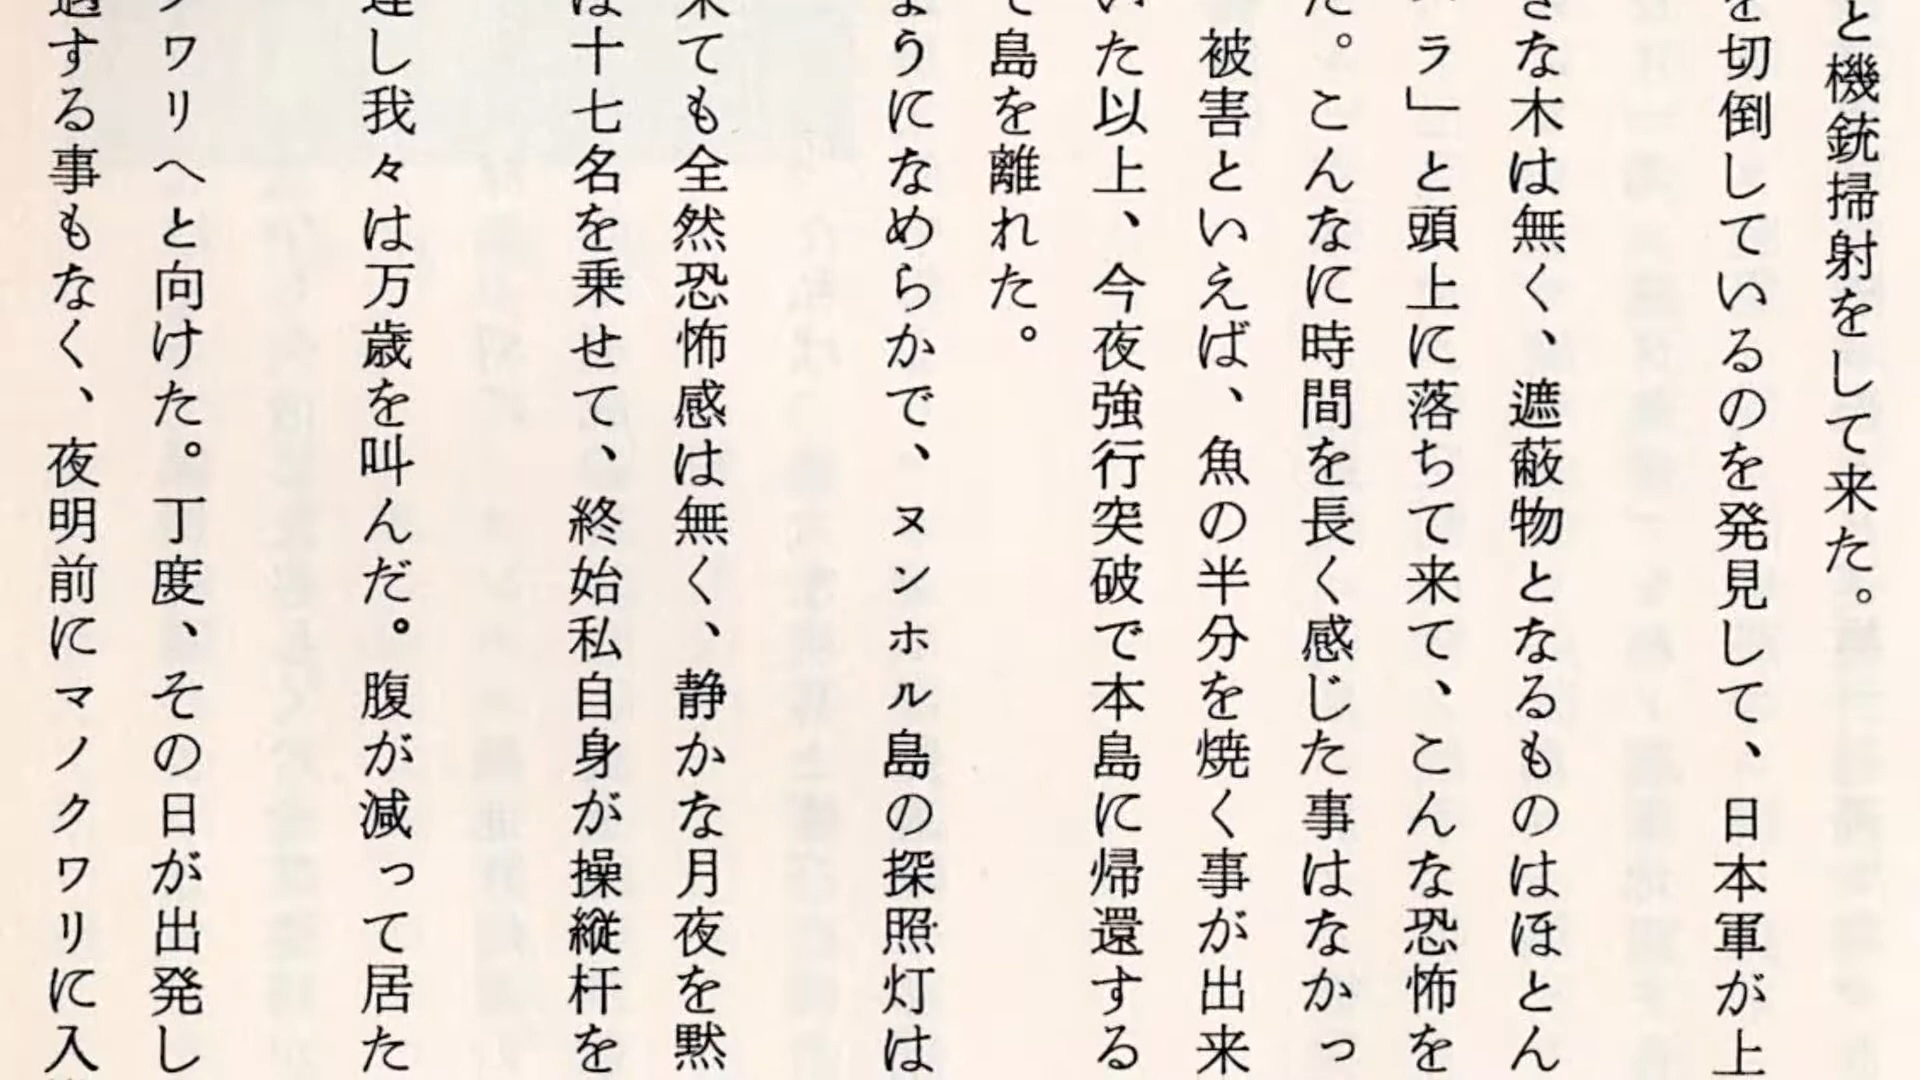 と機銃掃射をして来た。
を切倒しているのを発見して、日本軍が上
きな木は無く、遮蔽物となるものはほとん
ラ」と頭上に落ちて来て、こんな恐怖を
た。こんなに時間を長く感じた事はなかっ
被害といえば、魚の半分を焼く事が出来
いた以上、今夜強行突破で本島に帰還する
て島を離れた。
ようになめらかで、ヌンホル島の探照灯は
来ても全然恐怖感は無く、静かな月夜を黙
は十七名を乗せて、終始私自身が操縦杆を
達し我々は万歳を叫んだ。腹が減って居た
クワリへと向けた。丁度、その日が出発し
過する事もなく、夜明前にマノクワリに入